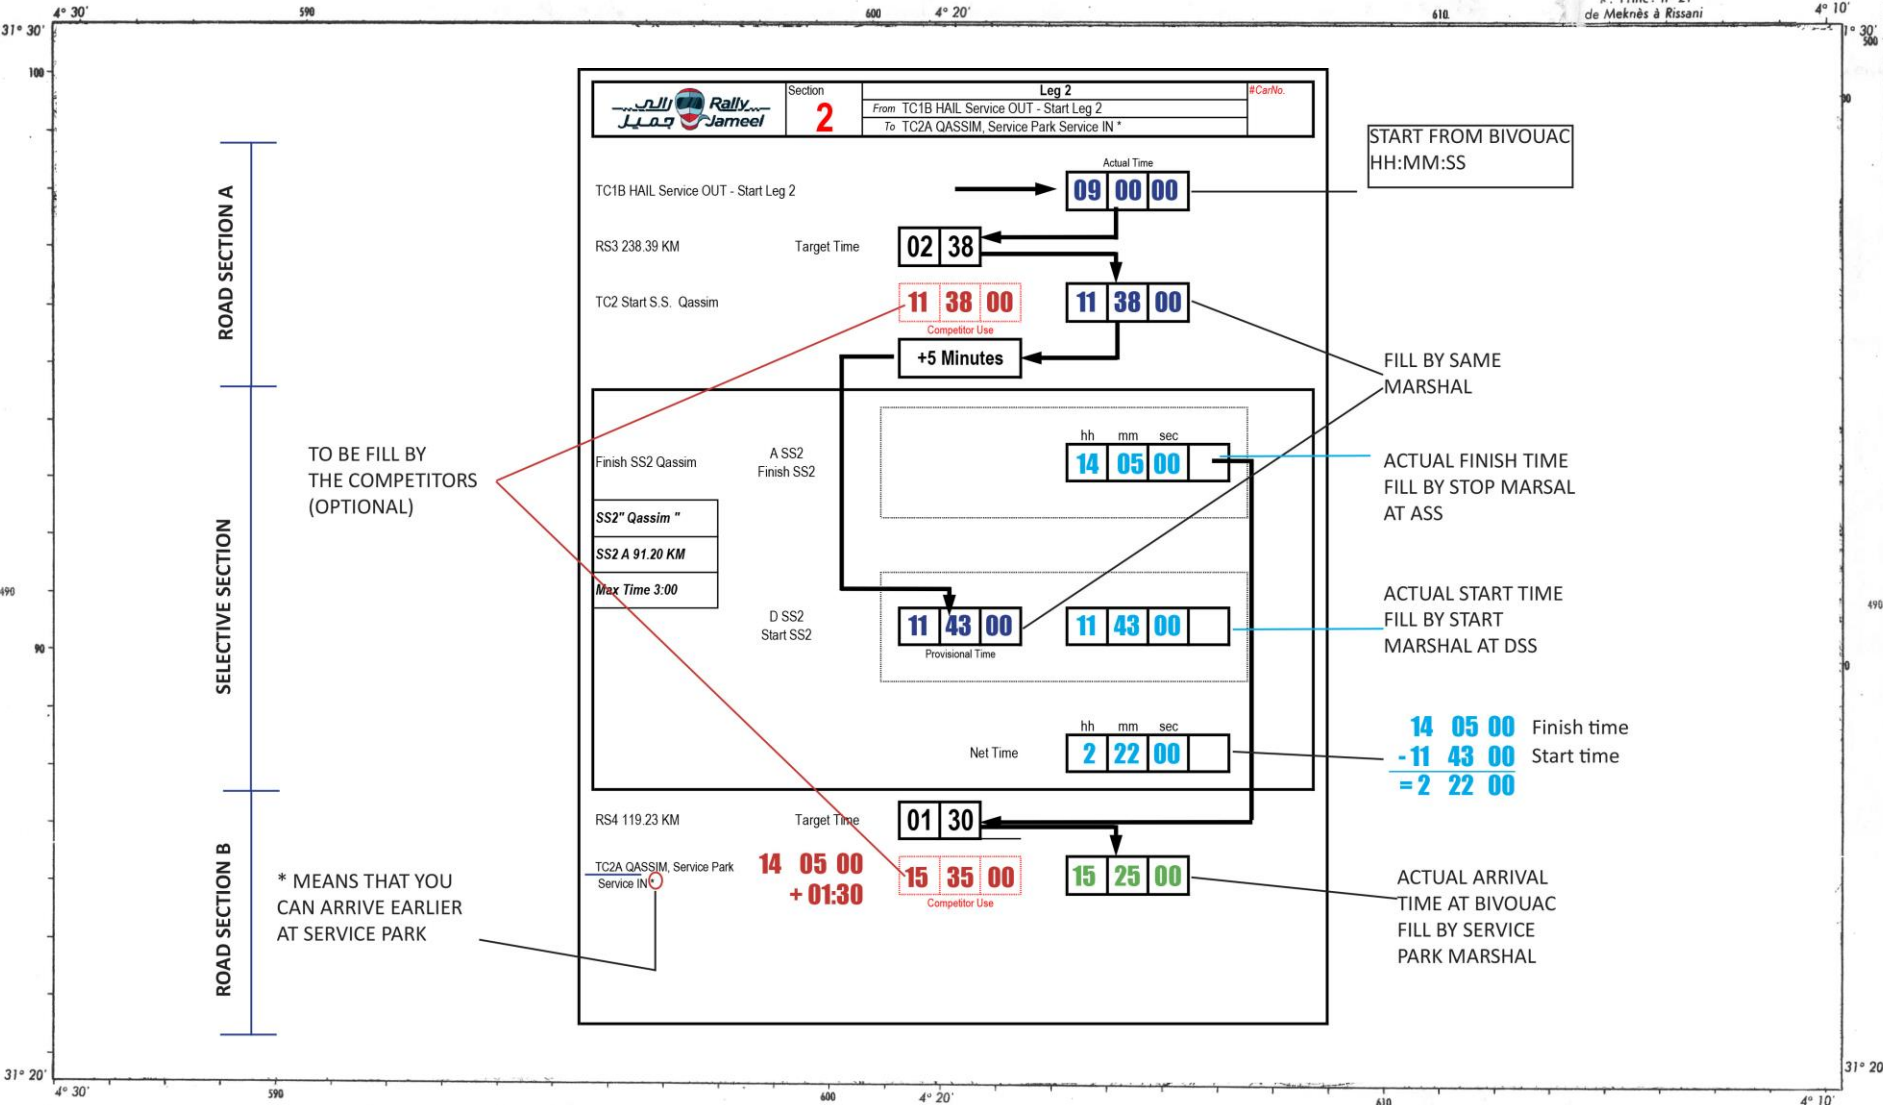 4° 30'
590
600
4° 20'
610
de Meknès à Rissani
4° 10'
31° 30'
1° 30'
500
100
رالي
جميل
Rally
Jameel
Section
2
Leg 2
From TC1B HAIL Service OUT - Start Leg 2
To TC2A QASSIM, Service Park Service IN *
#CarNo.
START FROM BIVOUAC
HH:MM:SS
Actual Time
TC1B HAIL Service OUT - Start Leg 2
09 00 00
ROAD SECTION A
RS3 238.39 KM
Target Time
02 38
TC2 Start S.S. Qassim
11 38 00
Competitor Use
11 38 00
+5 Minutes
FILL BY SAME
MARSHAL
TO BE FILL BY
THE COMPETITORS
(OPTIONAL)
Finish SS2 Qassim
A SS2
Finish SS2
hh mm sec
14 05 00
ACTUAL FINISH TIME
FILL BY STOP MARSAL
AT ASS
SELECTIVE SECTION
SS2" Qassim "
SS2 A 91.20 KM
Max Time 3:00
490
490
90
D SS2
Start SS2
11 43 00
Provisional Time
11 43 00
ACTUAL START TIME
FILL BY START
MARSHAL AT DSS
Net Time
hh mm sec
2 22 00
14 05 00 Finish time
-11 43 00 Start time
=2 22 00
ROAD SECTION B
RS4 119.23 KM
Target Time
01 30
TC2A QASSIM, Service Park
Service IN *
14 05 00
+ 01:30
15 35 00
Competitor Use
15 25 00
* MEANS THAT YOU
CAN ARRIVE EARLIER
AT SERVICE PARK
ACTUAL ARRIVAL
TIME AT BIVOUAC
FILL BY SERVICE
PARK MARSHAL
31° 20'
31° 20
4° 30'
590
600
4° 20'
610
4° 10'